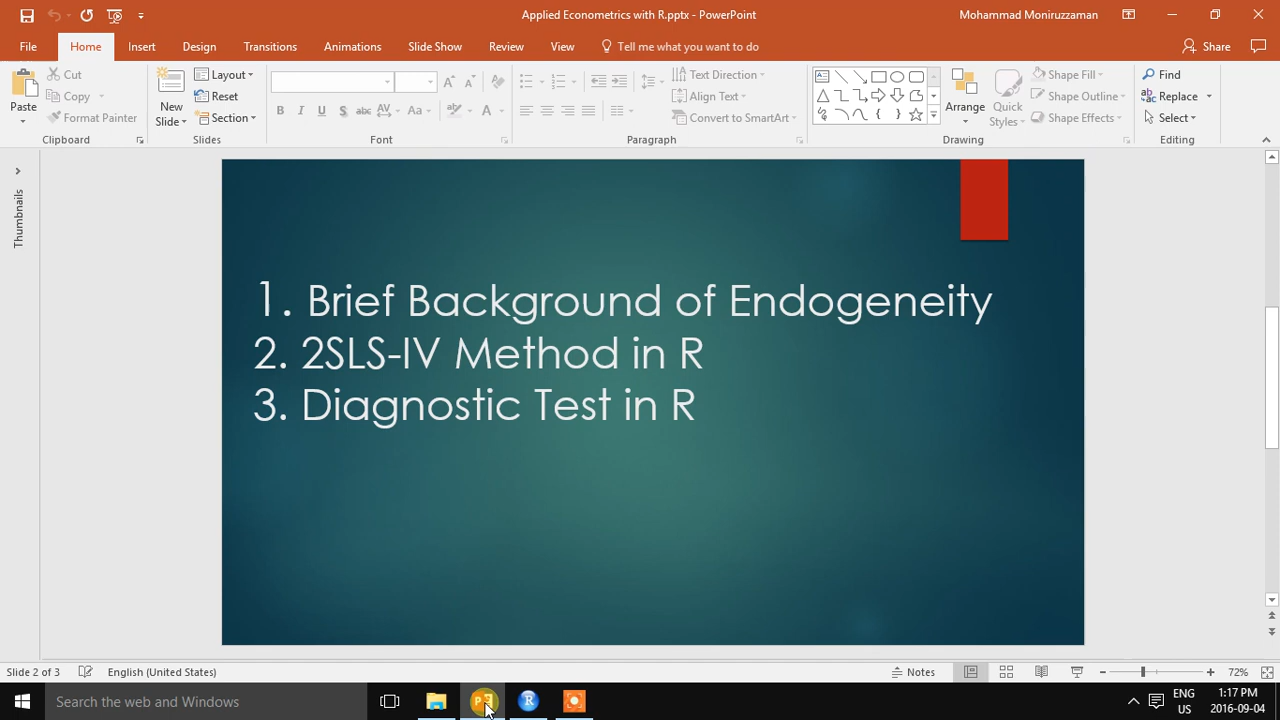 Applied Econometrics with R.pptx - PowerPoint
Mohammad Moniruzzaman
File Home Insert Design Transitions Animations Slide Show Review View Tell me what you want to do Share
Paste
Cut
Copy
Format Painter
Clipboard
New Slide
Layout
Reset
Section
Slides
B I U S abc AV Aa A
Font
Text Direction
Align Text
Convert to SmartArt
Paragraph
Arrange
Quick Styles
Shape Fill
Shape Outline
Shape Effects
Drawing
Find
Replace
Select
Editing
Thumbnails
1. Brief Background of Endogeneity
2. 2SLS-IV Method in R
3. Diagnostic Test in R
Slide 2 of 3 English (United States) Notes 72%
Search the web and Windows
ENG
US
1:17 PM
2016-09-04